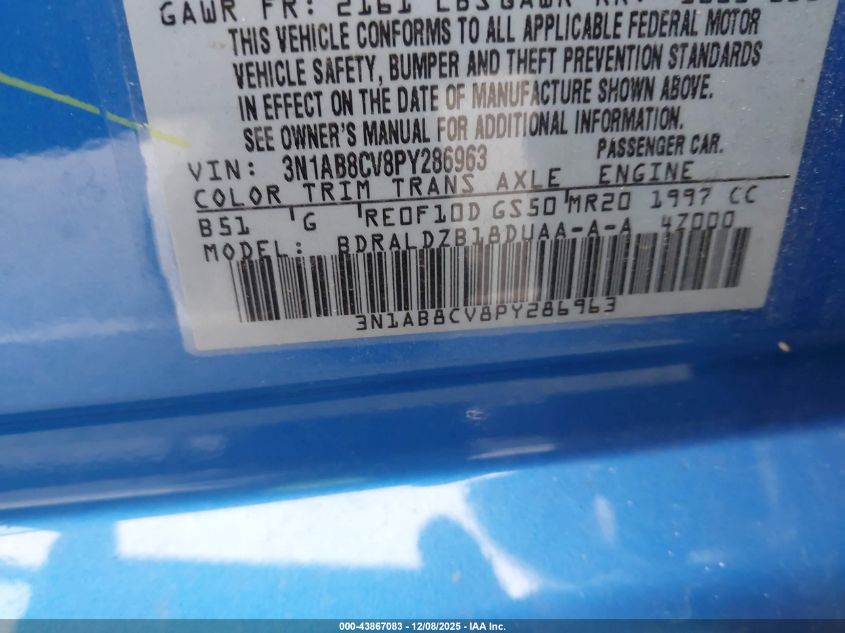 GAWR FR: 2161 LBS GAWR RR:
THIS VEHICLE CONFORMS TO ALL APPLICABLE FEDERAL MOTOR
VEHICLE SAFETY, BUMPER AND THEFT PREVENTION STANDARDS
IN EFFECT ON THE DATE OF MANUFACTURE SHOWN ABOVE.
SEE OWNER'S MANUAL FOR ADDITIONAL INFORMATION.
VIN: 3N1AB8CV8PY286963 PASSENGER CAR.
COLOR TRIM TRANS AXLE ENGINE
B51 G RE0F10D GS50 MR20 1997 CC
MODEL: BDRALDZB18DUAA-A-A 47000
3N1AB8CV8PY286963
000-43867083 | 12/08/2025 | IAA Inc.